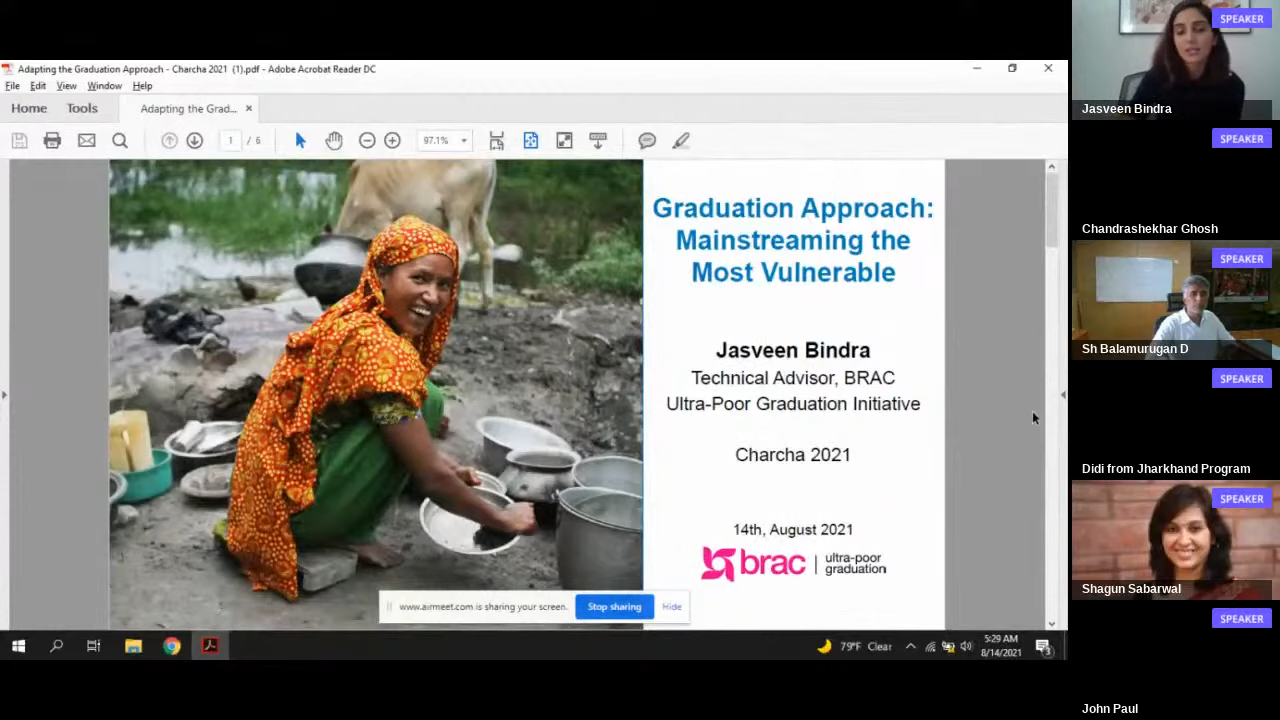 Adapting the Graduation Approach - Charcha 2021 (1).pdf - Adobe Acrobat Reader DC
File Edit View Window Help
Home Tools Adapting the Grad... ×
1 / 6 97.1%
Graduation Approach:
Mainstreaming the
Most Vulnerable
Jasveen Bindra
Technical Advisor, BRAC
Ultra-Poor Graduation Initiative
Charcha 2021
14th, August 2021
brac | ultra-poor
graduation
www.airmeet.com is sharing your screen. Stop sharing Hide
79°F Clear
5:29 AM
8/14/2021
3
SPEAKER
Jasveen Bindra
SPEAKER
Chandrashekhar Ghosh
SPEAKER
Sh Balamurugan D
SPEAKER
Didi from Jharkhand Program
SPEAKER
Shagun Sabarwal
SPEAKER
John Paul